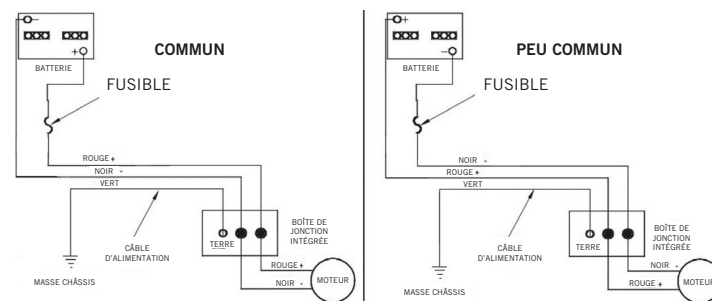 COMMUN
BATTERIE
FUSIBLE
ROUGE +
NOIR -
VERT
TERRE
BOÎTE DE
JONCTION
INTÉGRÉE
CÂBLE
D'ALIMENTATION
MASSE CHÂSSIS
ROUGE +
NOIR -
MOTEUR
PEU COMMUN
BATTERIE
FUSIBLE
NOIR -
ROUGE +
VERT
TERRE
BOÎTE DE
JONCTION
INTÉGRÉE
CÂBLE
D'ALIMENTATION
MASSE CHÂSSIS
NOIR -
ROUGE +
MOTEUR